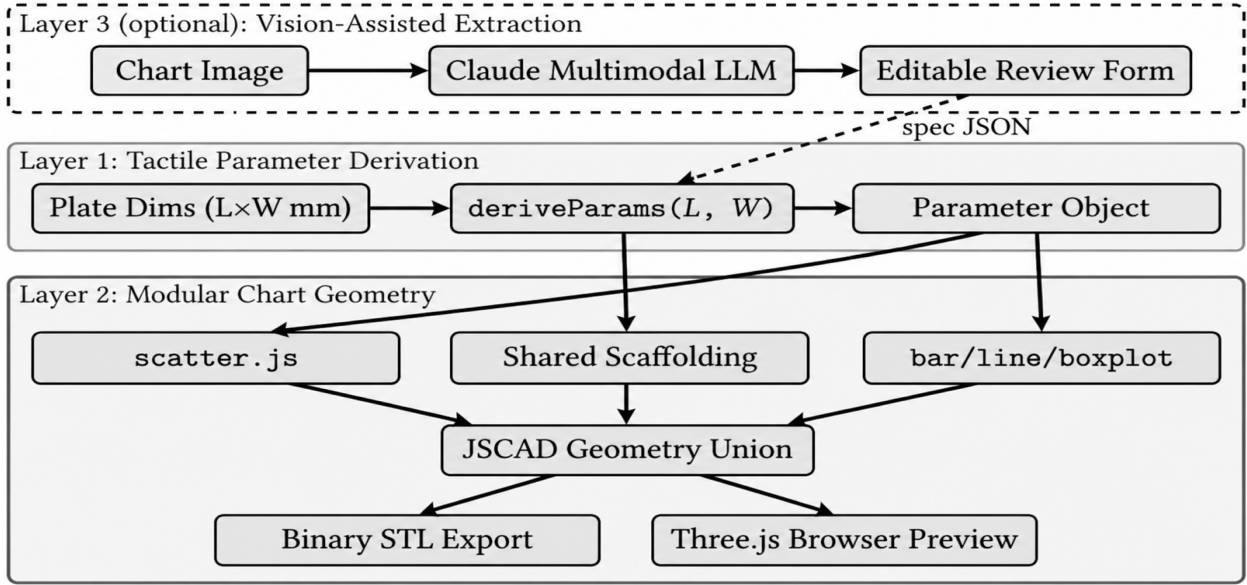 Layer 3 (optional): Vision-Assisted Extraction
Chart Image
Claude Multimodal LLM
Editable Review Form
spec JSON
Layer 1: Tactile Parameter Derivation
Plate Dims (L×W mm)
deriveParams(L, W)
Parameter Object
Layer 2: Modular Chart Geometry
scatter.js
Shared Scaffolding
bar/line/boxplot
JSCAD Geometry Union
Binary STL Export
Three.js Browser Preview